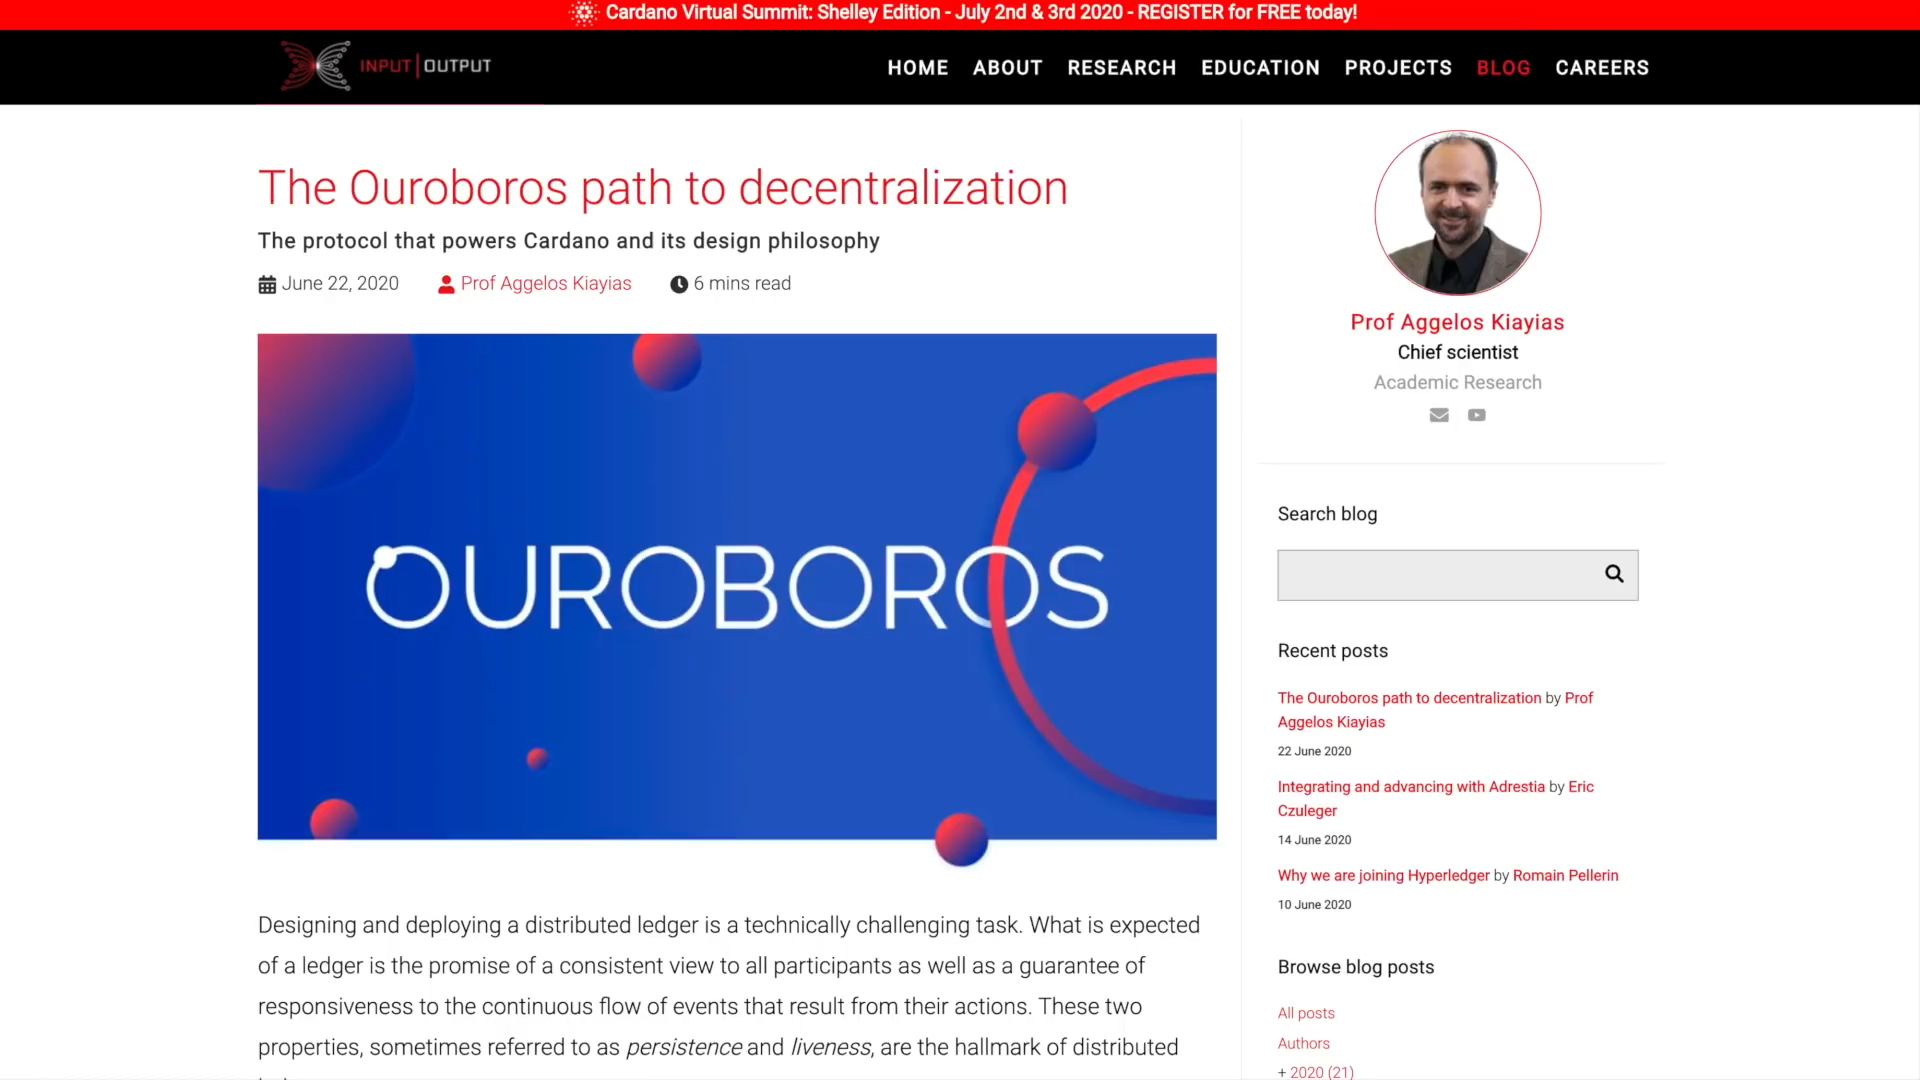 Cardano Virtual Summit: Shelley Edition - July 2nd & 3rd 2020 - REGISTER for FREE today!
INPUT | OUTPUT
HOME ABOUT RESEARCH EDUCATION PROJECTS BLOG CAREERS
The Ouroboros path to decentralization
The protocol that powers Cardano and its design philosophy
June 22, 2020 Prof Aggelos Kiayias 6 mins read
OUROBOROS
Designing and deploying a distributed ledger is a technically challenging task. What is expected
of a ledger is the promise of a consistent view to all participants as well as a guarantee of
responsiveness to the continuous flow of events that result from their actions. These two
properties, sometimes referred to as persistence and liveness, are the hallmark of distributed
Prof Aggelos Kiayias
Chief scientist
Academic Research
Search blog
Recent posts
The Ouroboros path to decentralization by Prof
Aggelos Kiayias
22 June 2020
Integrating and advancing with Adrestia by Eric
Czuleger
14 June 2020
Why we are joining Hyperledger by Romain Pellerin
10 June 2020
Browse blog posts
All posts
Authors
+ 2020 (21)